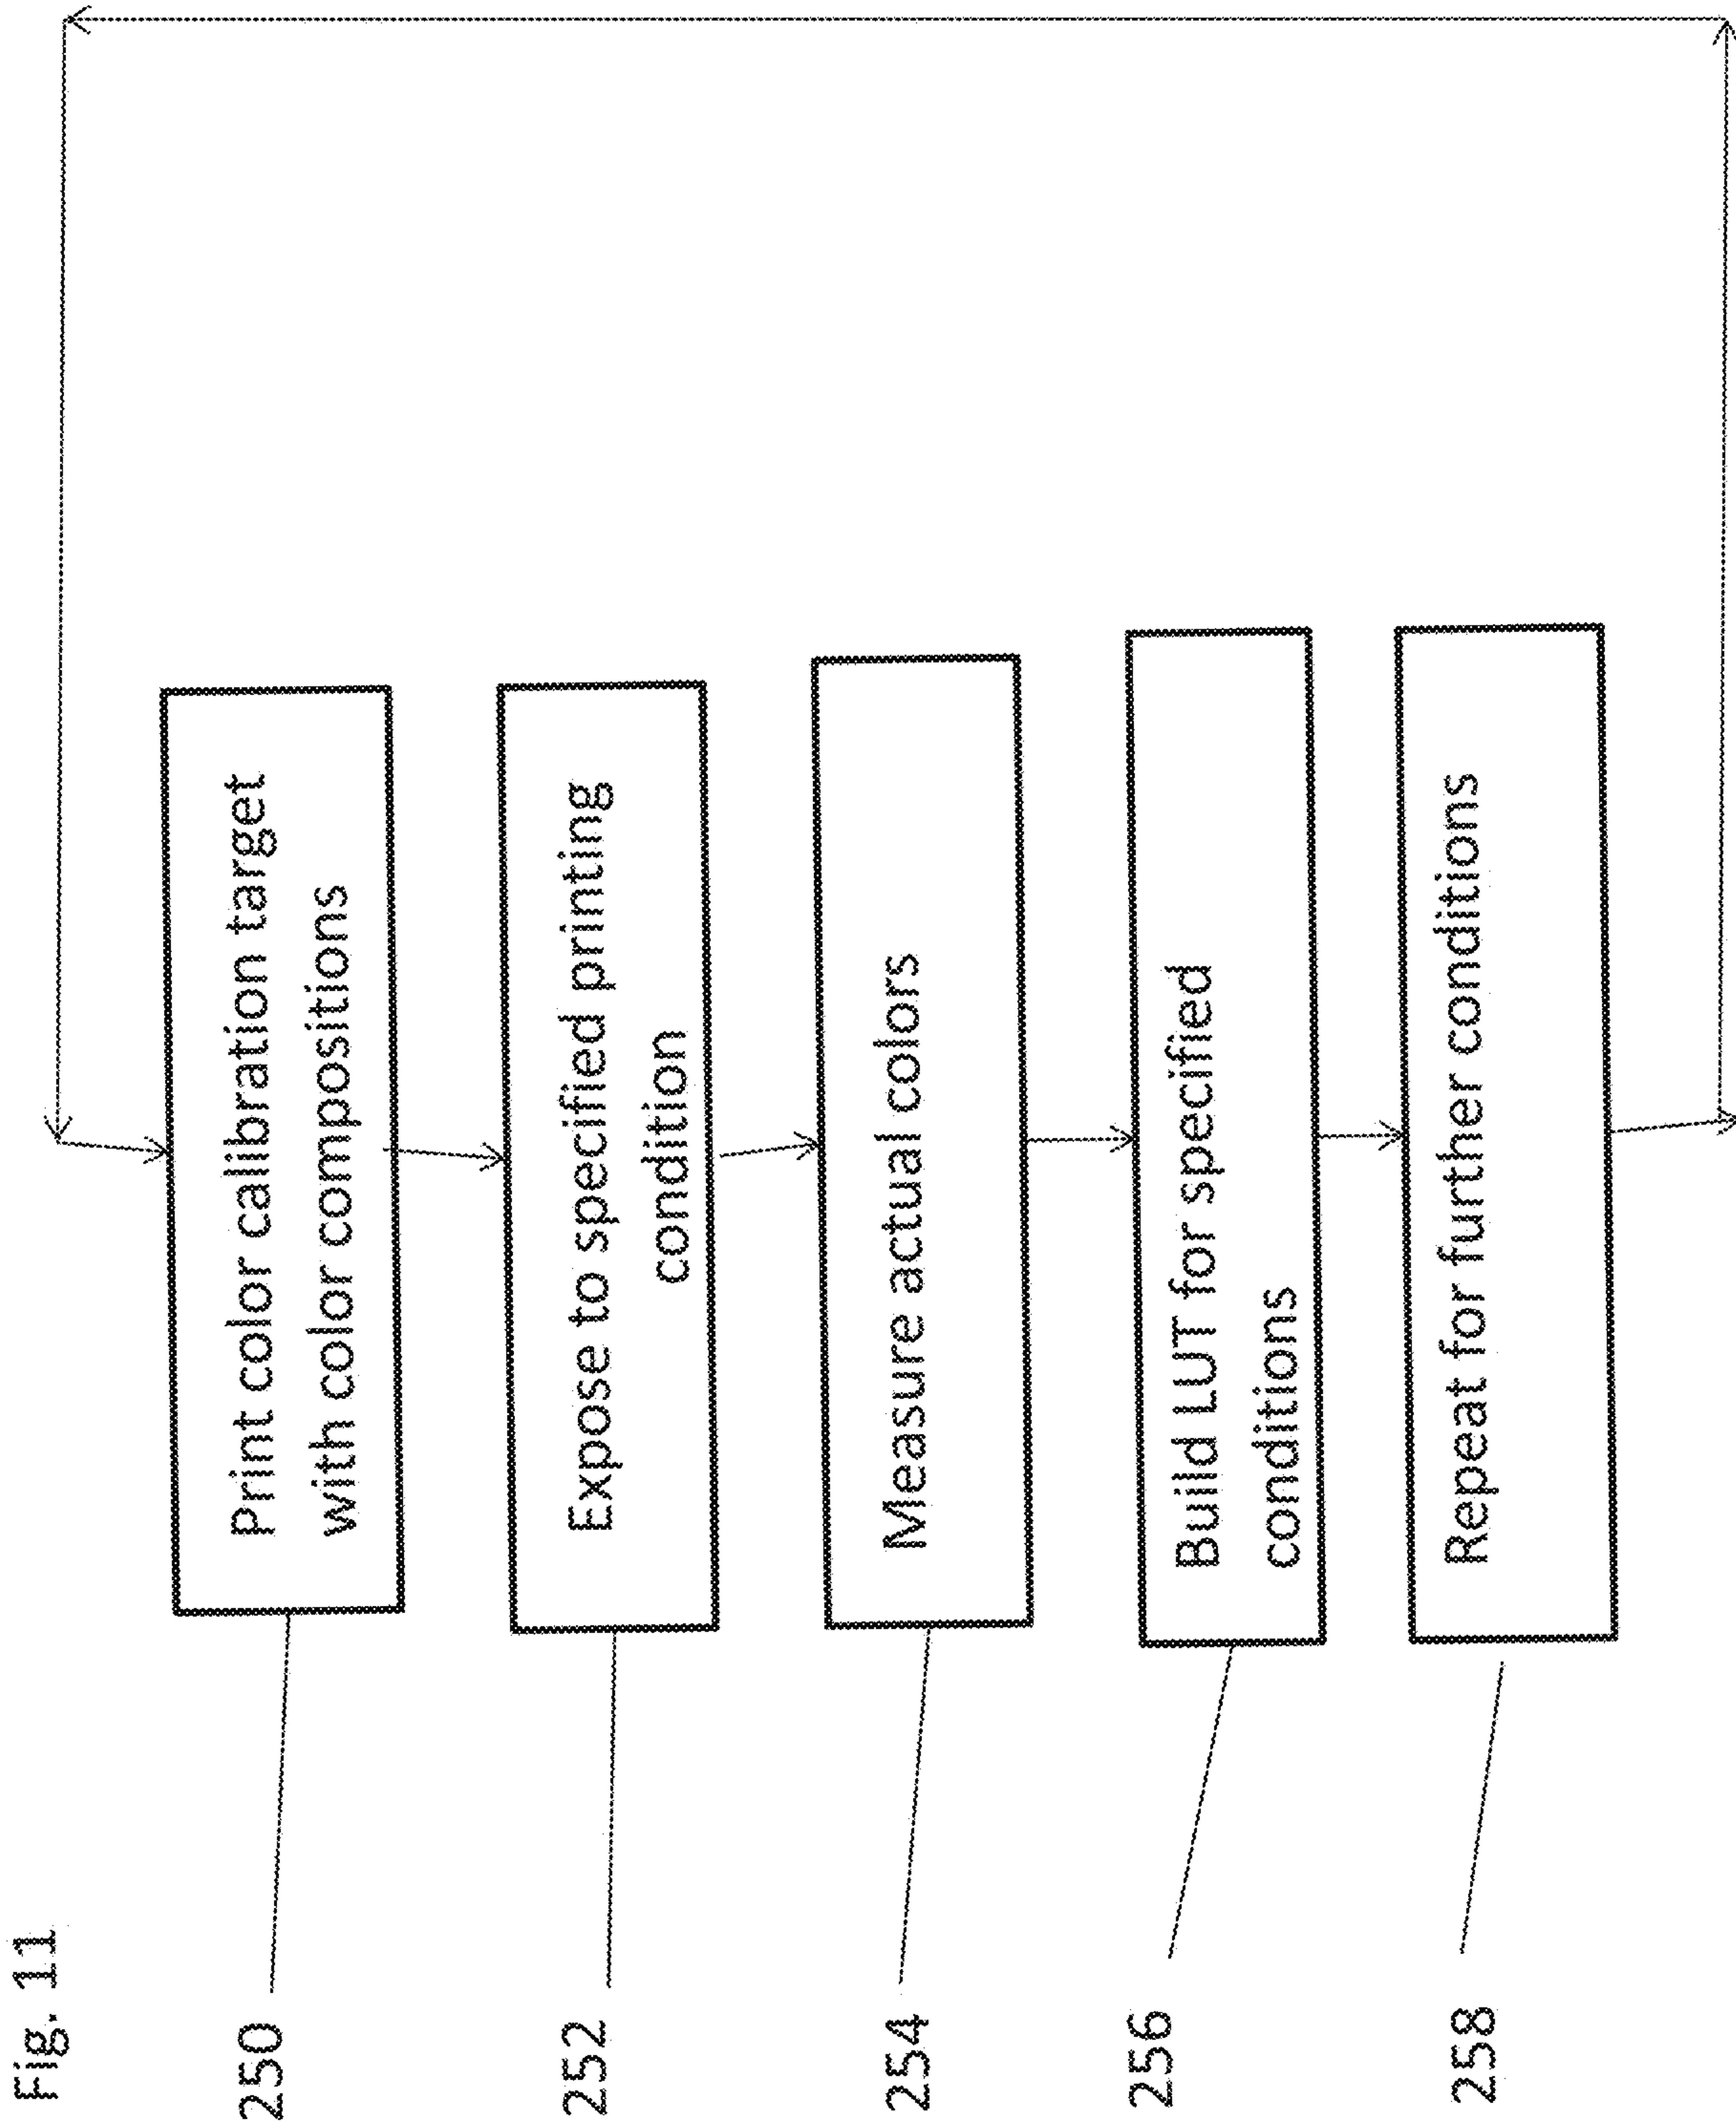 Fig. 11
250
Print color calibration target
with color compositions
252
Expose to specified printing
condition
254
Measure actual colors
256
Build LUT for specified
conditions
258
Repeat for further conditions